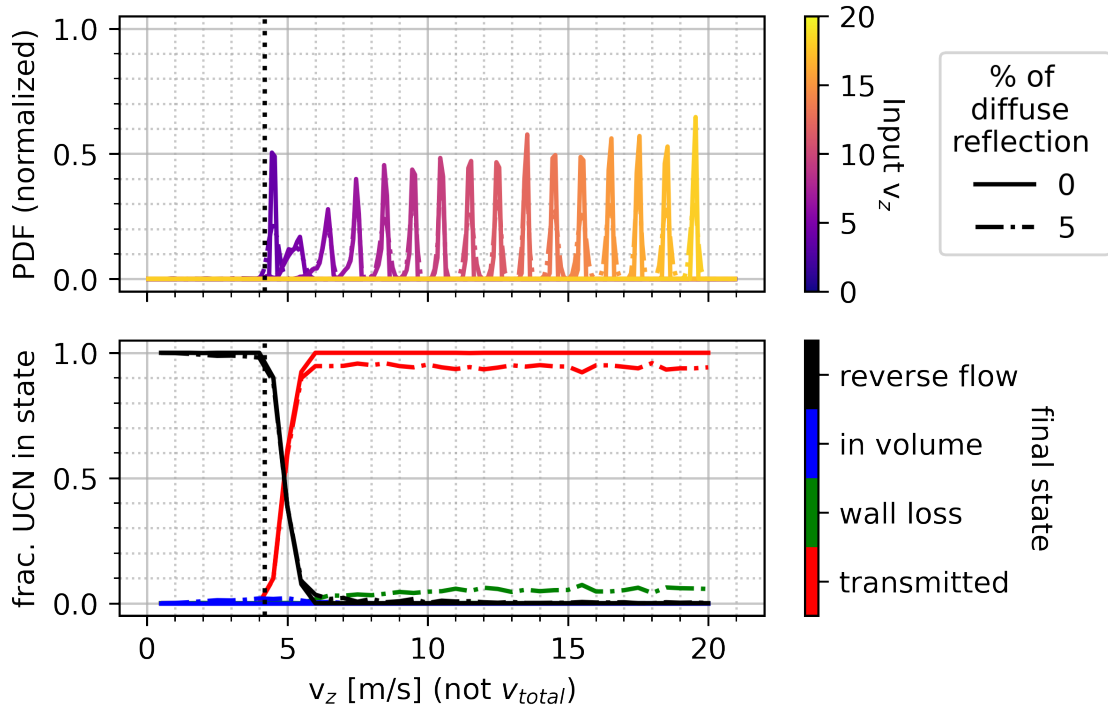 PDF (normalized)
1.0
0.5
0.0
20
15
10
5
0
Input v_z
% of
diffuse
reflection
0
5
frac. UCN in state
1.0
0.5
0.0
0
5
10
15
20
v_z [m/s] (not v_total)
reverse flow
in volume
wall loss
transmitted
final state